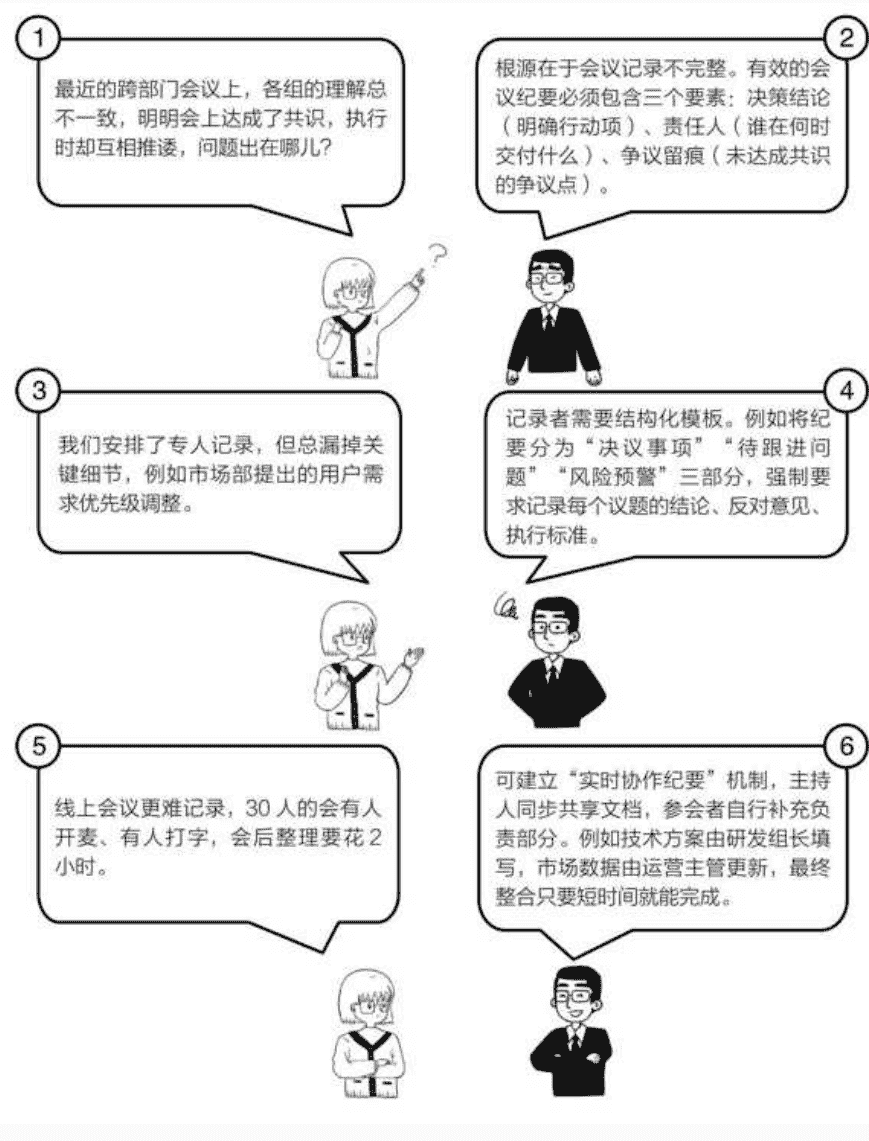 1
最近的跨部门会议上，各组的理解总
不一致，明明会上达成了共识，执行
时却互相推诿，问题出在哪儿？
2
根源在于会议记录不完整。有效的会
议纪要必须包含三个要素：决策结论
（明确行动项）、责任人（谁在何时
交付什么）、争议留痕（未达成共识
的争议点）。
?
3
我们安排了专人记录，但总漏掉关
键细节，例如市场部提出的用户需
求优先级调整。
4
记录者需要结构化模板。例如将纪
要分为“决议事项”“待跟进问
题”“风险预警”三部分，强制要
求记录每个议题的结论、反对意见、
执行标准。
5
线上会议更难记录，30 人的会有人
开麦、有人打字，会后整理要花 2
小时。
6
可建立“实时协作纪要”机制，主持
人同步共享文档，参会者自行补充负
责部分。例如技术方案由研发组长填
写，市场数据由运营主管更新，最终
整合只要短时间就能完成。